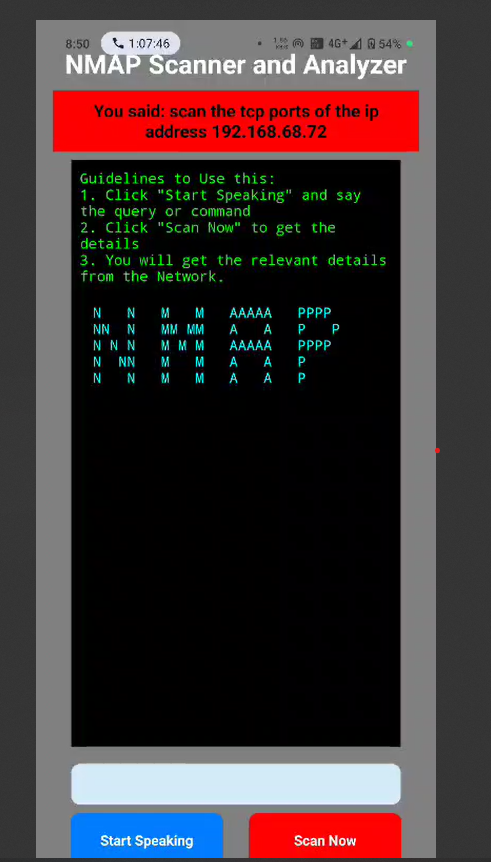 8:50 1:07:46 4G+ 54%
NMAP Scanner and Analyzer
You said: scan the tcp ports of the ip
address 192.168.68.72
Guidelines to Use this:
1. Click "Start Speaking" and say
the query or command
2. Click "Scan Now" to get the
details
3. You will get the relevant details
from the Network.
N   N   M   M   AAAAA   PPPP
NN  N   MM MM   A   A   P   P
N N N   M M M   AAAAA   PPPP
N  NN   M   M   A   A   P
N   N   M   M   A   A   P
Start Speaking Scan Now